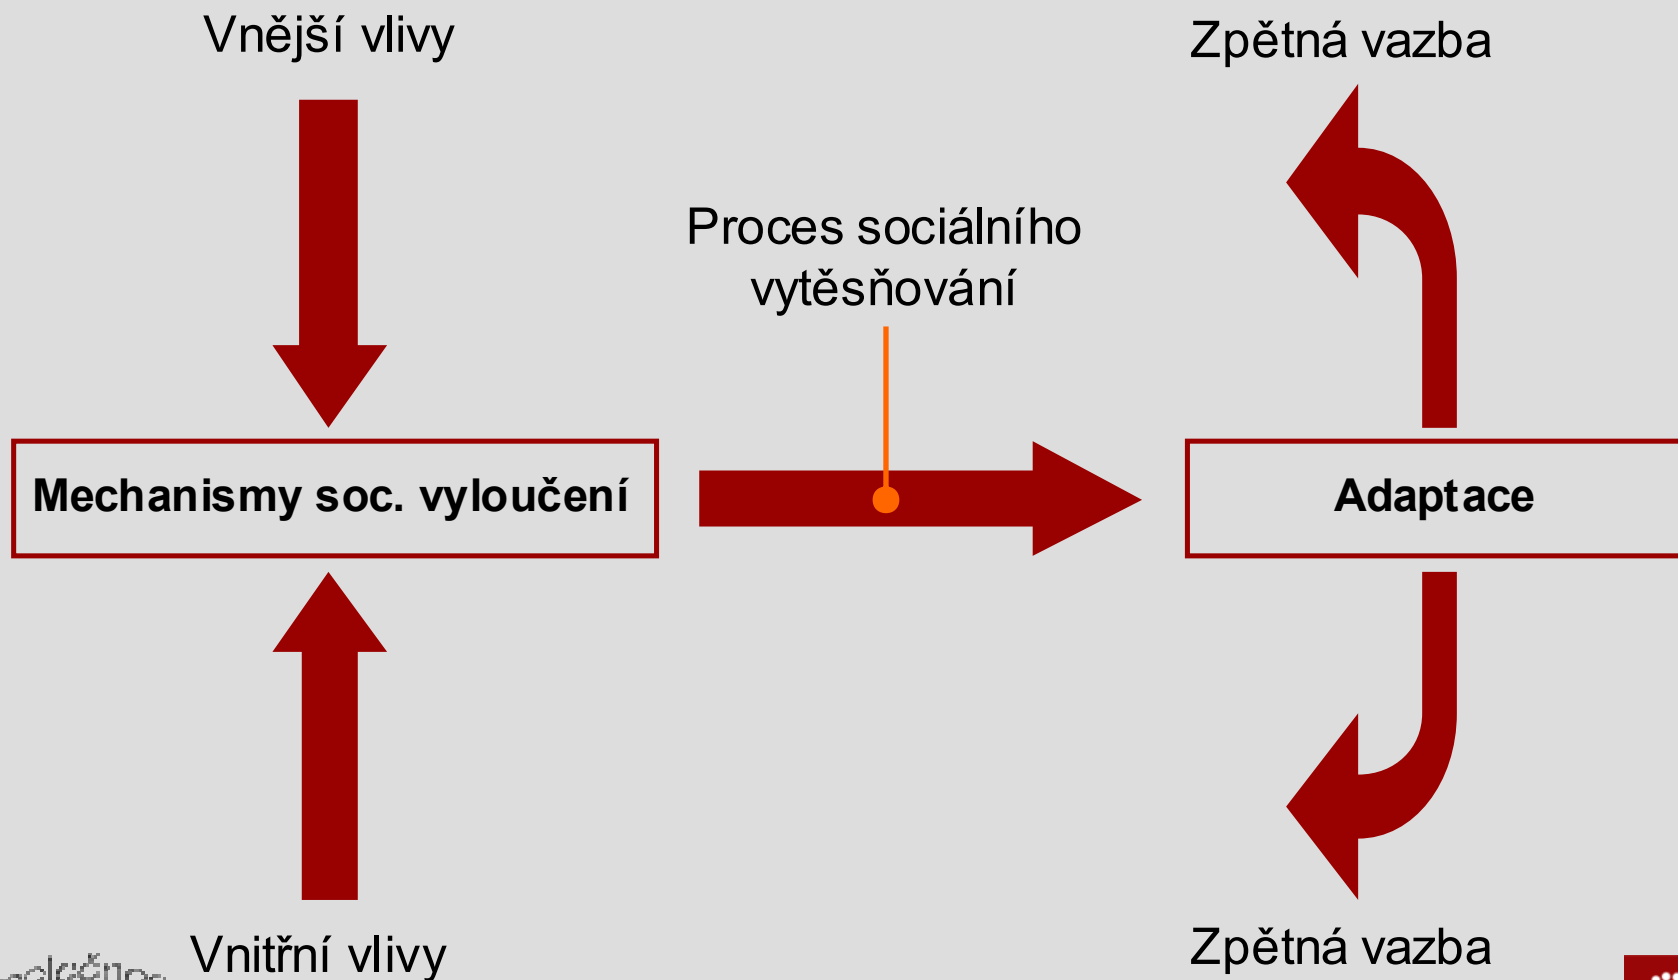 Vnější vlivy
Zpětná vazba
Proces sociálního
vytěsňování
Mechanismy soc. vyloučení
Adaptace
Vnitřní vlivy
Zpětná vazba